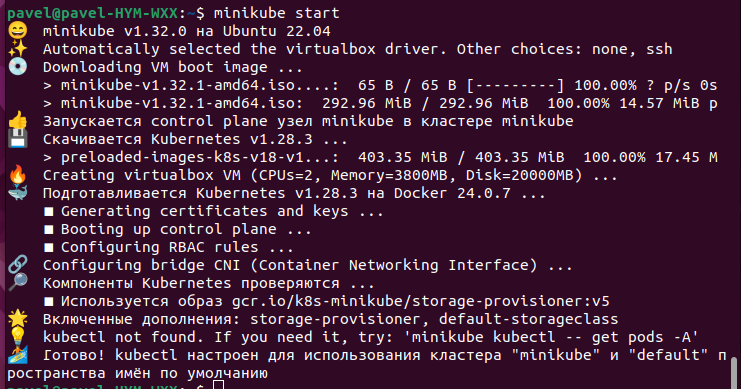 pavel@pavel-HYM-WXX:~$ minikube start
minikube v1.32.0 на Ubuntu 22.04
Automatically selected the virtualbox driver. Other choices: none, ssh
Downloading VM boot image ...
> minikube-v1.32.1-amd64.iso....:  65 B / 65 B [---------] 100.00% ? p/s 0s
> minikube-v1.32.1-amd64.iso:  292.96 MiB / 292.96 MiB  100.00% 14.57 MiB p
Запускается control plane узел minikube в кластере minikube
Скачивается Kubernetes v1.28.3 ...
> preloaded-images-k8s-v18-v1...:  403.35 MiB / 403.35 MiB  100.00% 17.45 M
Creating virtualbox VM (CPUs=2, Memory=3800MB, Disk=20000MB) ...
Подготавливается Kubernetes v1.28.3 на Docker 24.0.7 ...
▪ Generating certificates and keys ...
▪ Booting up control plane ...
▪ Configuring RBAC rules ...
Configuring bridge CNI (Container Networking Interface) ...
Компоненты Kubernetes проверяются ...
▪ Используется образ gcr.io/k8s-minikube/storage-provisioner:v5
Включенные дополнения: storage-provisioner, default-storageclass
kubectl not found. If you need it, try: 'minikube kubectl -- get pods -A'
Готово! kubectl настроен для использования кластера "minikube" и "default" п
ространства имён по умолчанию
pavel@pavel-HYM-WXX:~$